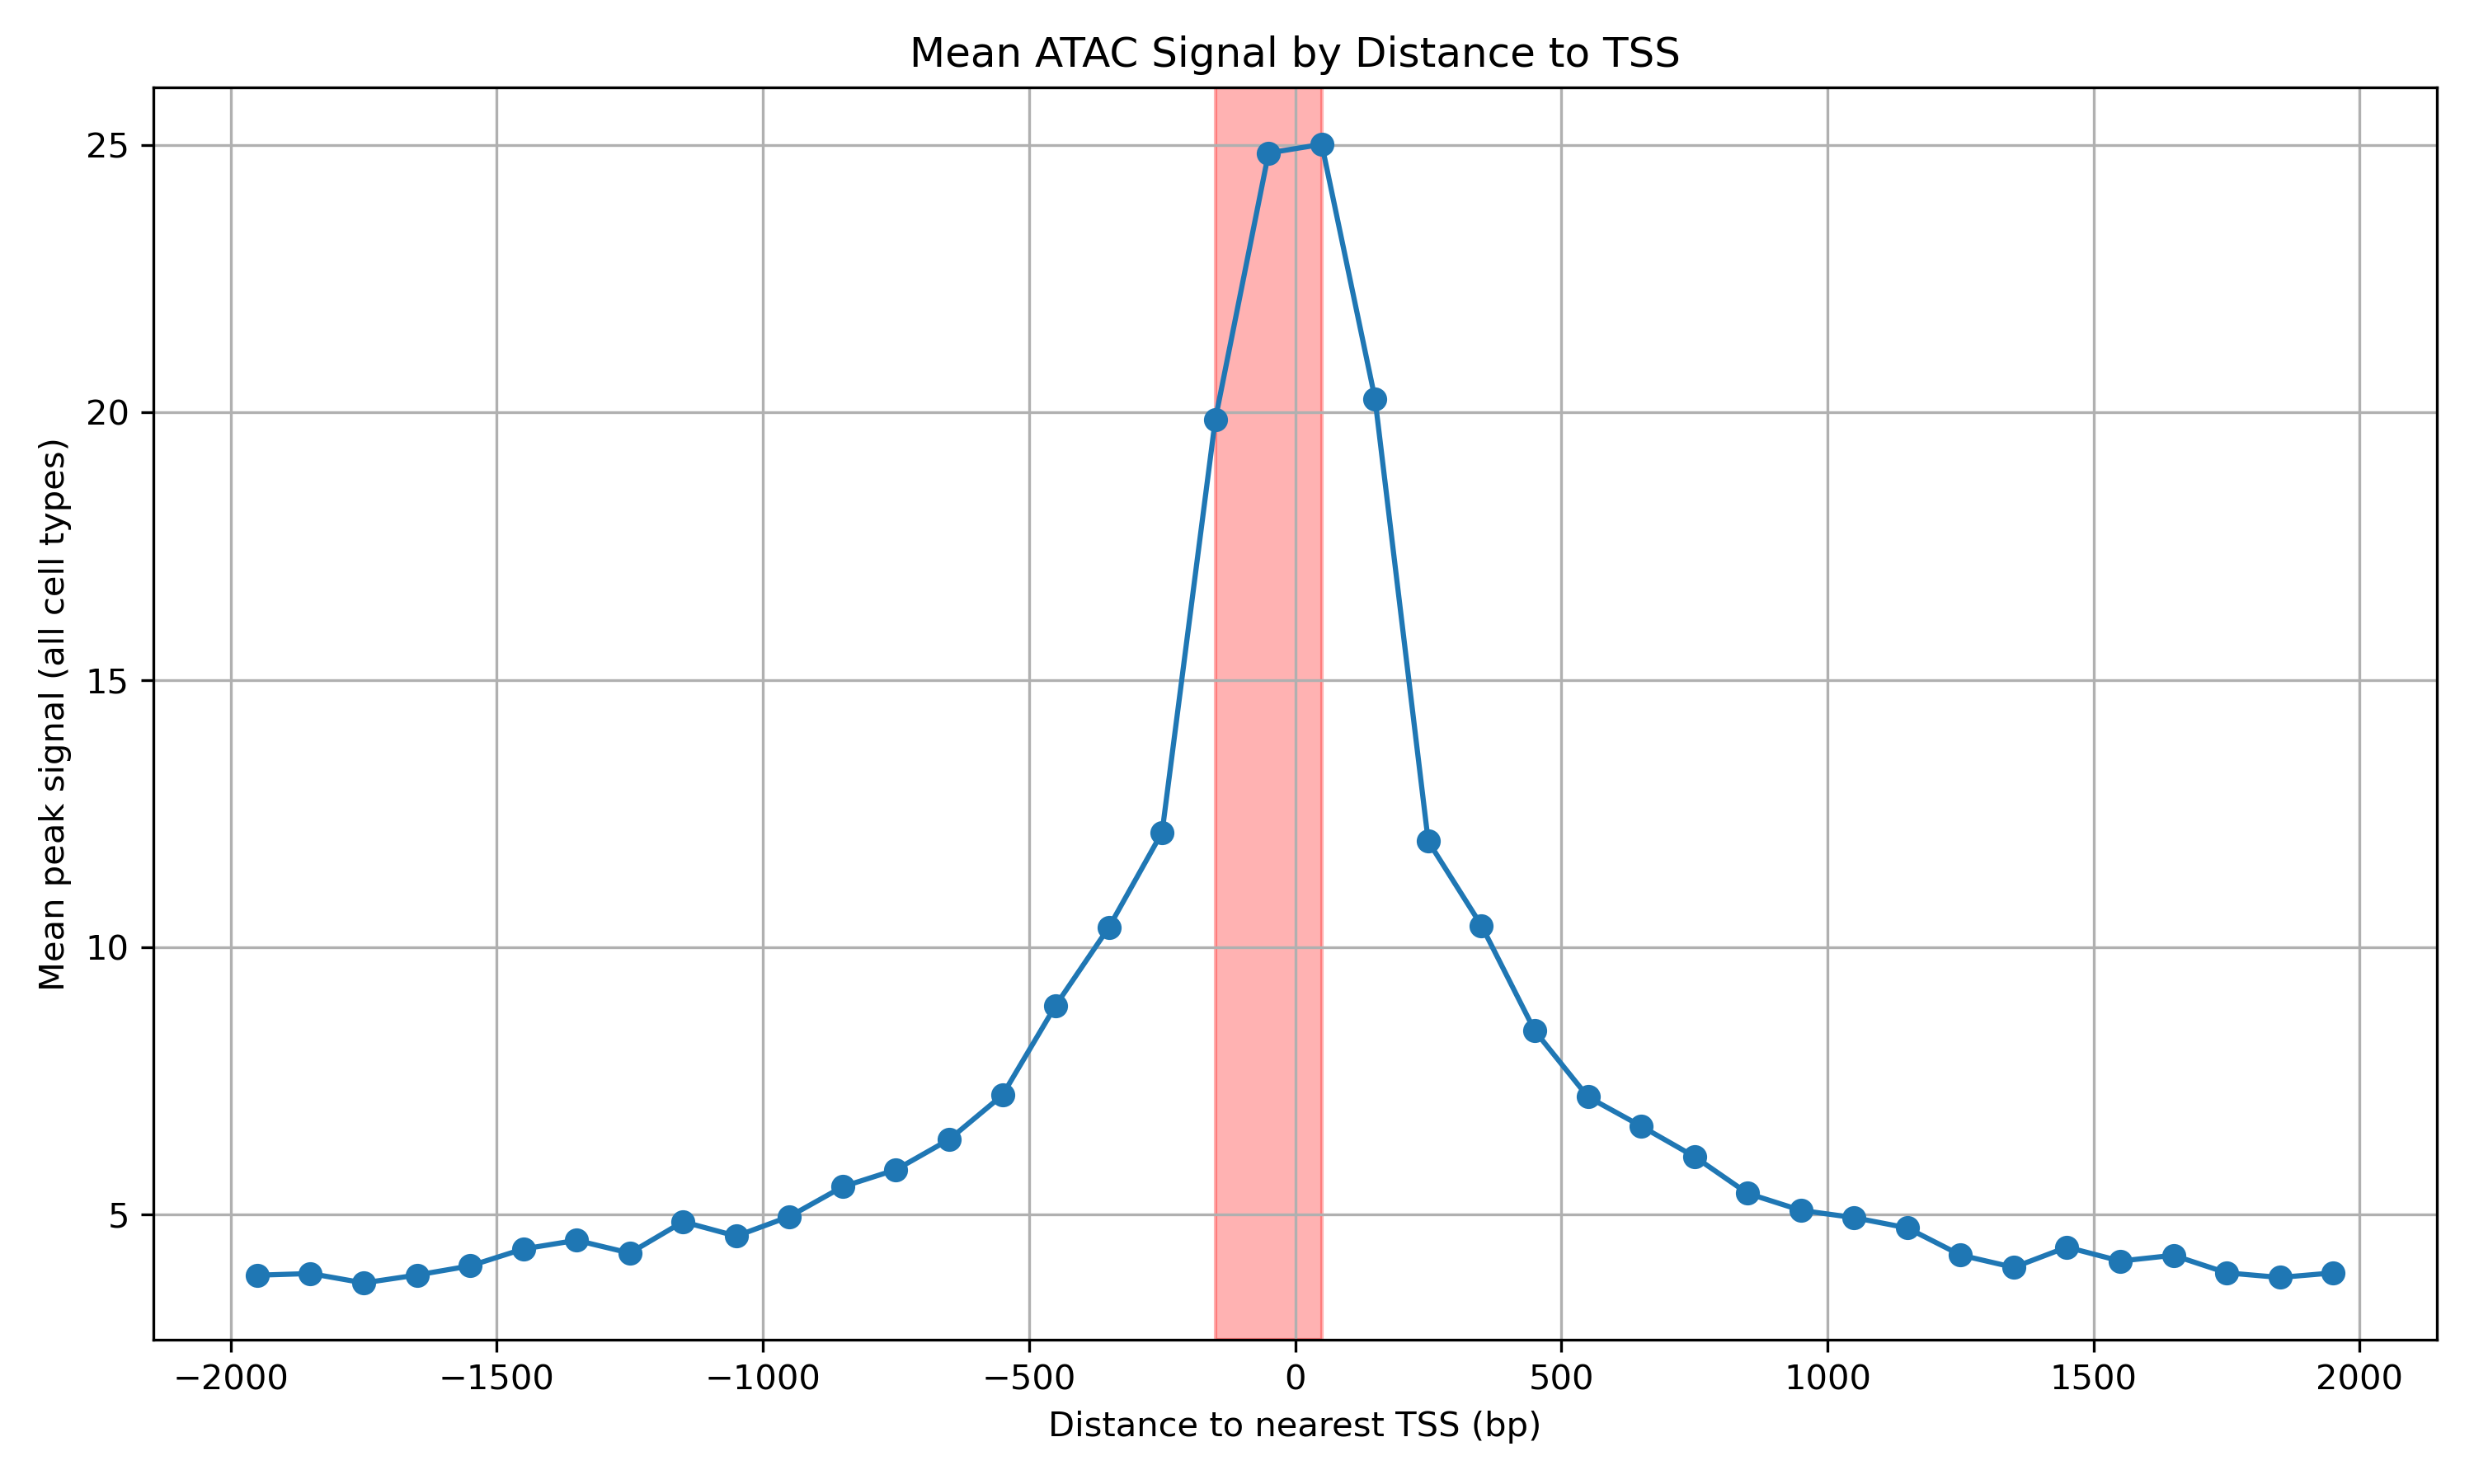 Mean ATAC Signal by Distance to TSS
Mean peak signal (all cell types)
25
20
15
10
5
−2000 −1500 −1000 −500 0 500 1000 1500 2000
Distance to nearest TSS (bp)